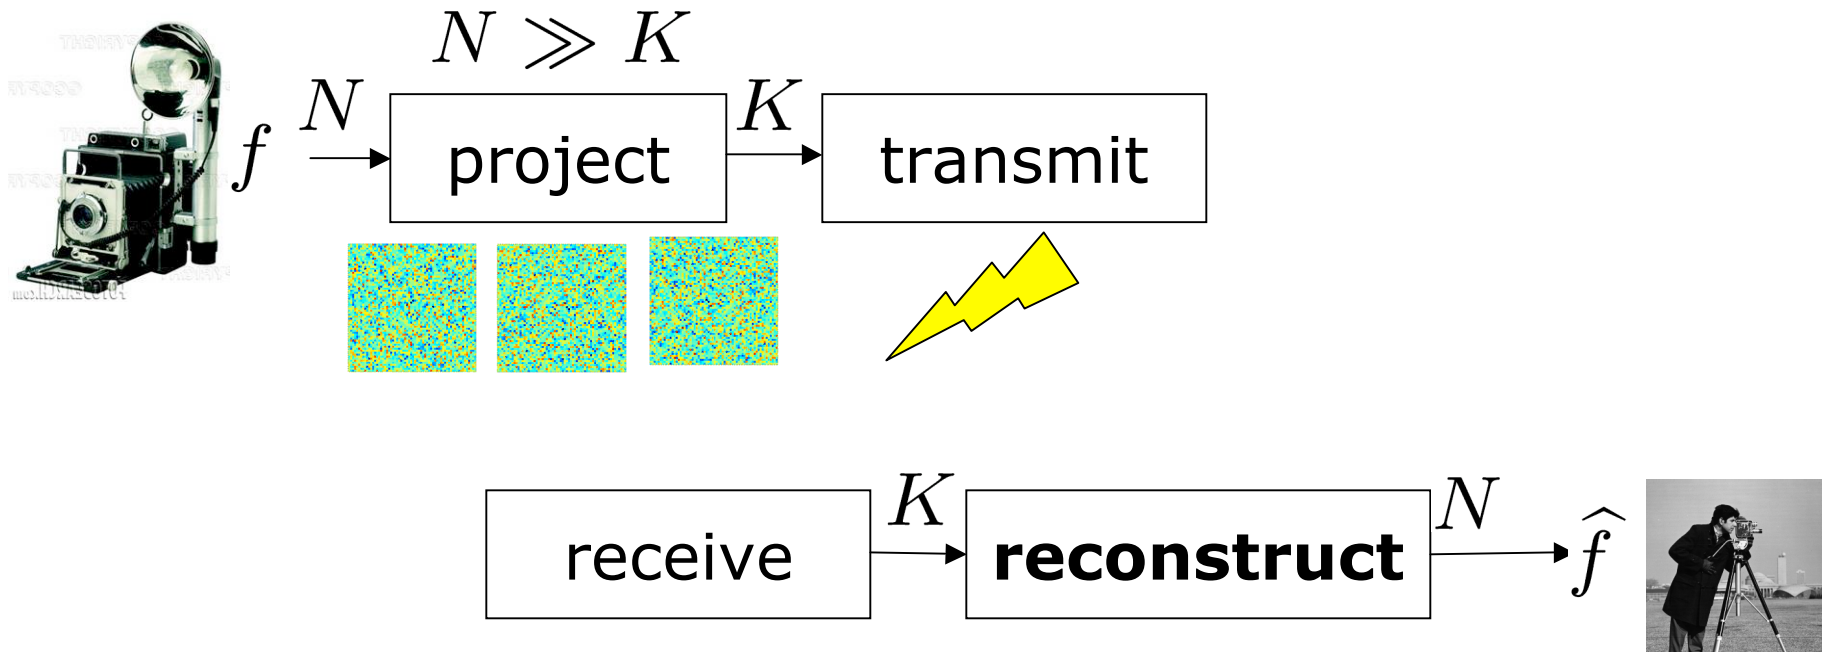 N ≫ K
f N project K transmit
receive K reconstruct N f̂